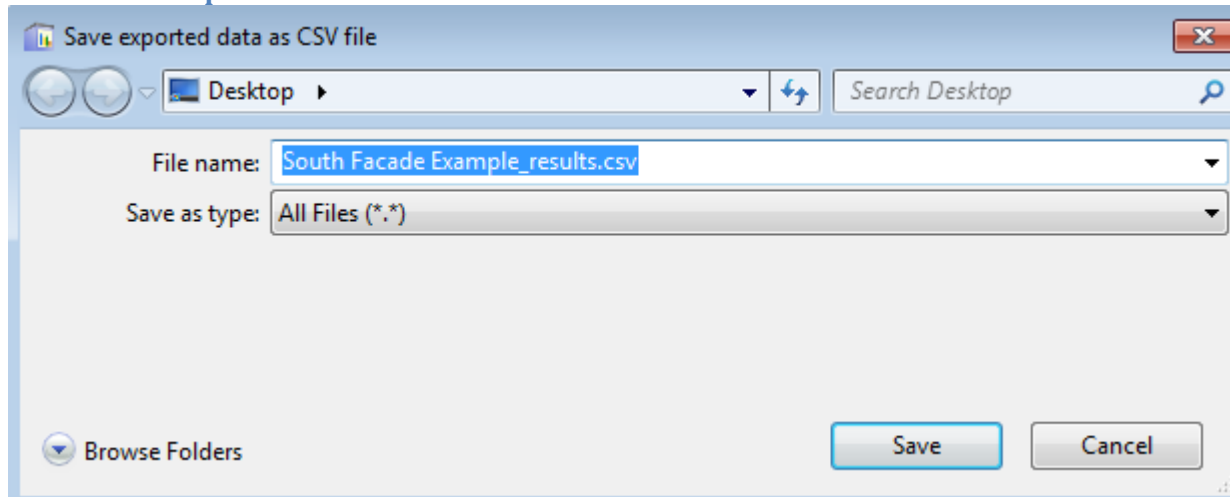 Save exported data as CSV file
Desktop
Search Desktop
File name: South Facade Example_results.csv
Save as type: All Files (*.*)
Browse Folders
Save
Cancel